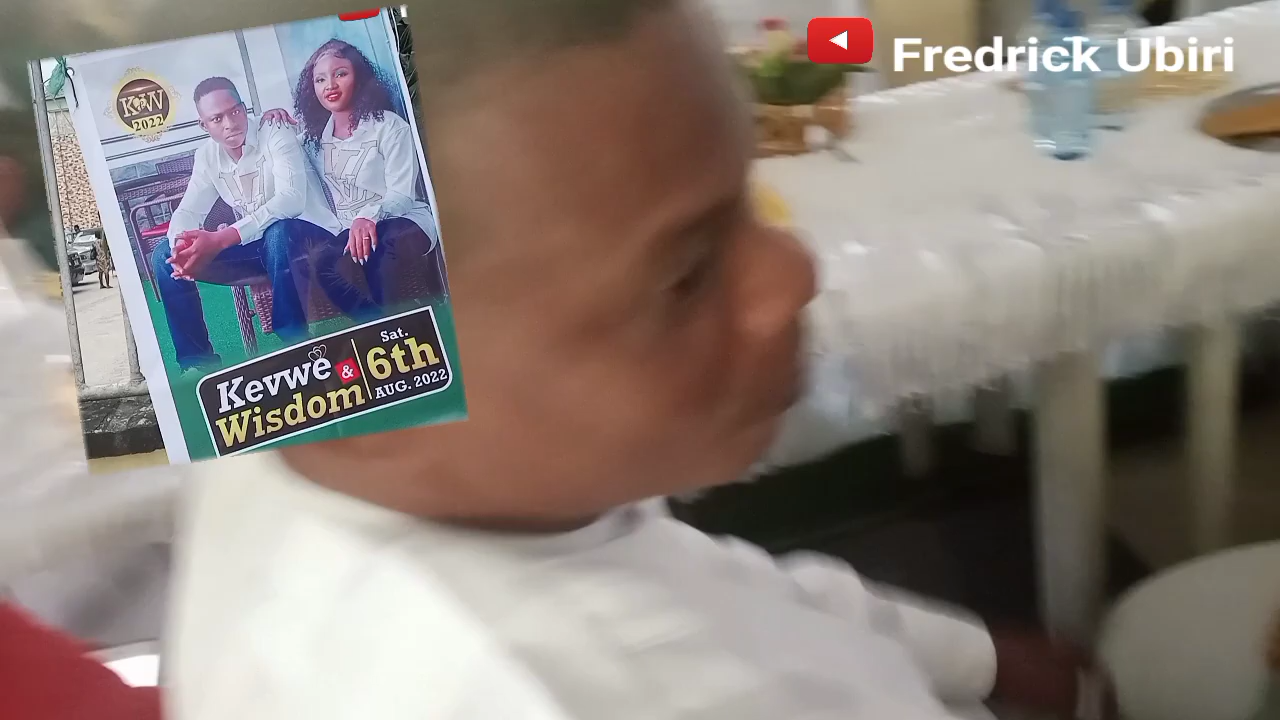 Fredrick Ubiri
K&W
2022
Kevwe &
Wisdom
Sat.
6th
AUG. 2022